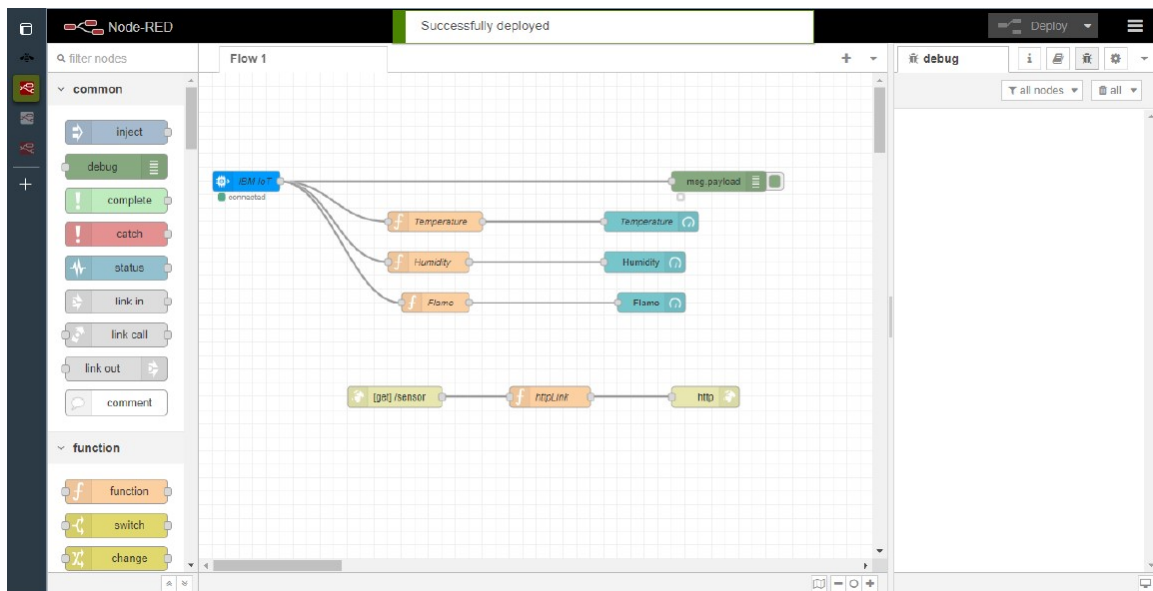 Node-RED
Successfully deployed
Deploy
filter nodes
Flow 1
debug
i
all nodes
all
common
inject
debug
complete
catch
status
link in
link call
link out
comment
function
function
switch
change
IBM IoT
connected
msg.payload
Temperature
Temperature
Humidity
Humidity
Flame
Flame
[get] /sensor
httpLink
http